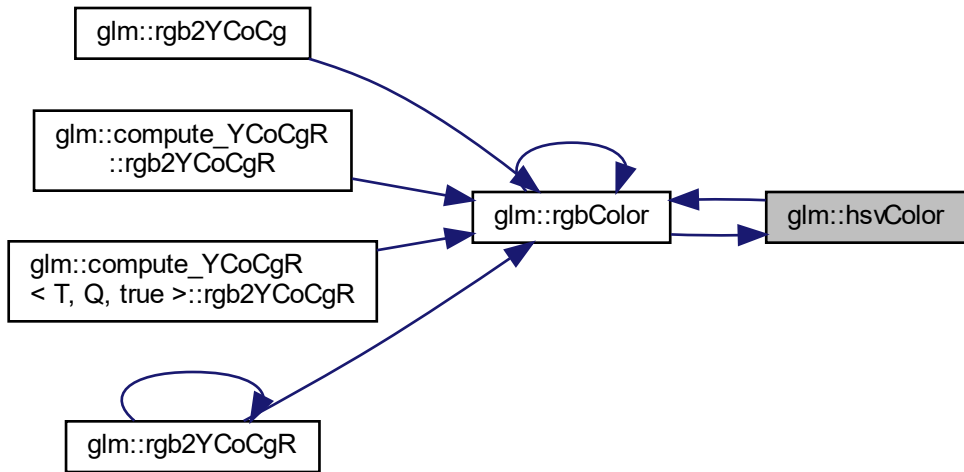 glm::rgb2YCoCg
glm::compute_YCoCgR
::rgb2YCoCgR
glm::rgbColor
glm::hsvColor
glm::compute_YCoCgR
< T, Q, true >::rgb2YCoCgR
glm::rgb2YCoCgR